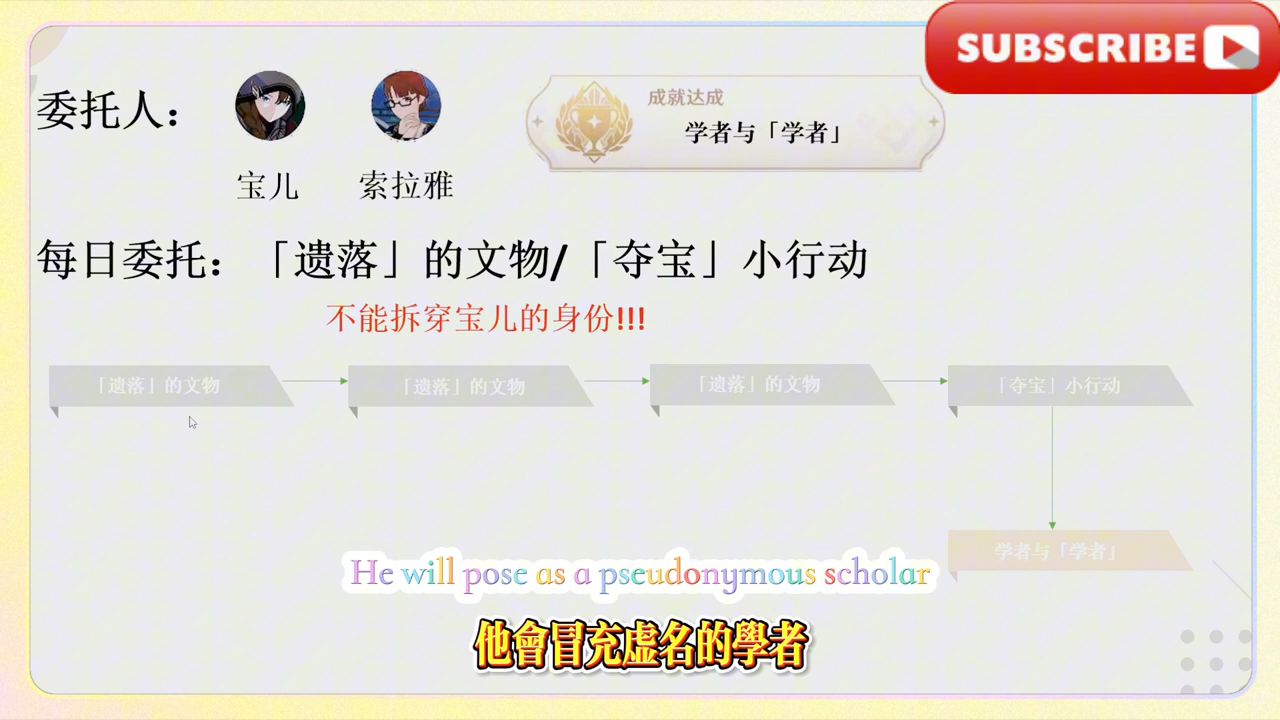 SUBSCRIBE
委托人：
成就达成
学者与「学者」
宝儿
索拉雅
每日委托：「遗落」的文物/「夺宝」小行动
不能拆穿宝儿的身份!!!
「遗落」的文物
「遗落」的文物
「遗落」的文物
「夺宝」小行动
学者与「学者」
He will pose as a pseudonymous scholar
他會冒充虛名的學者